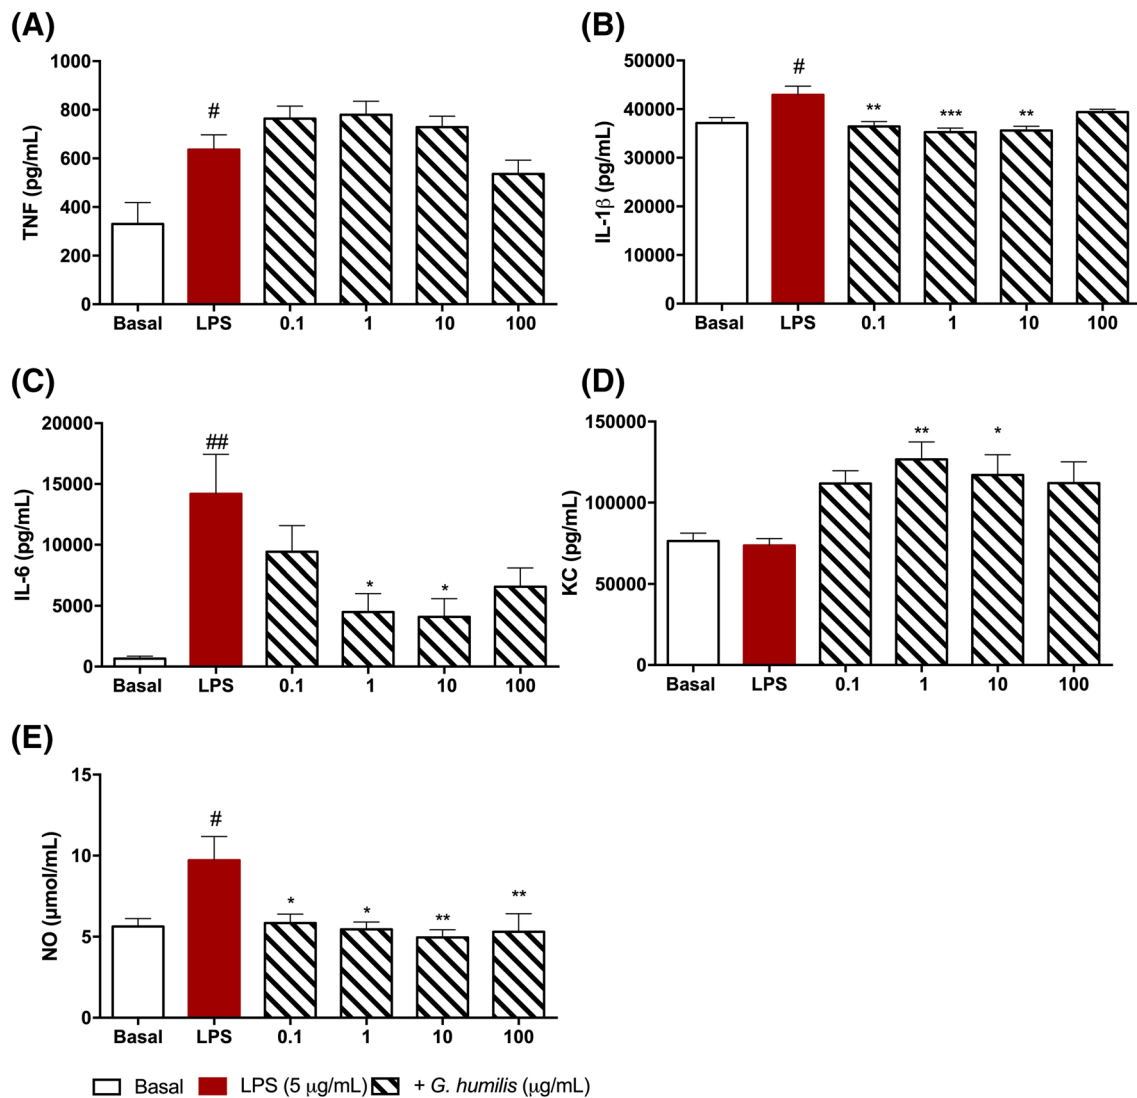 (A)
TNF (pg/mL)
1000
800
600
400
200
0
#
Basal LPS 0.1 1 10 100
(B)
IL-1β (pg/mL)
50000
40000
30000
20000
10000
0
#
** *** **
Basal LPS 0.1 1 10 100
(C)
IL-6 (pg/mL)
20000
15000
10000
5000
0
##
* *
Basal LPS 0.1 1 10 100
(D)
KC (pg/mL)
150000
100000
50000
0
** *
Basal LPS 0.1 1 10 100
(E)
NO (µmol/mL)
15
10
5
0
#
* * ** **
Basal LPS 0.1 1 10 100
Basal LPS (5 µg/mL) + G. humilis (µg/mL)